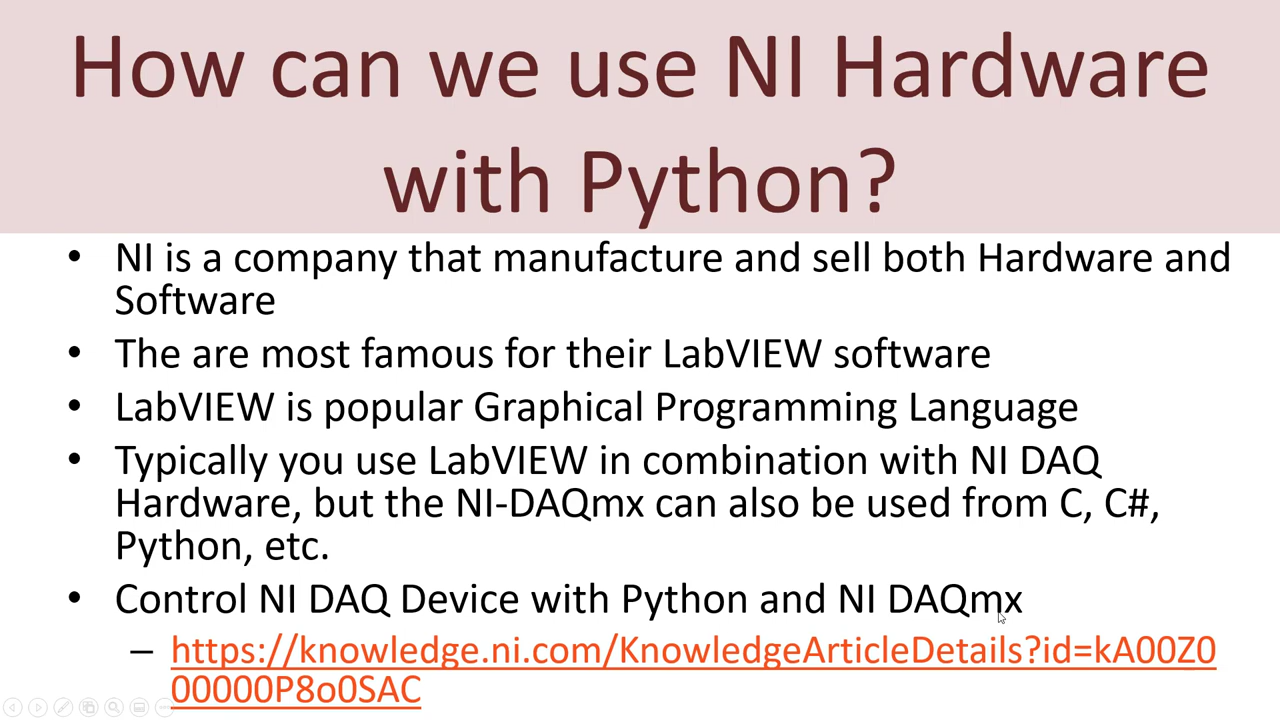 How can we use NI Hardware
with Python?
• NI is a company that manufacture and sell both Hardware and
Software
• The are most famous for their LabVIEW software
• LabVIEW is popular Graphical Programming Language
• Typically you use LabVIEW in combination with NI DAQ
Hardware, but the NI-DAQmx can also be used from C, C#,
Python, etc.
• Control NI DAQ Device with Python and NI DAQmx
– https://knowledge.ni.com/KnowledgeArticleDetails?id=kA00Z0
00000P8o0SAC